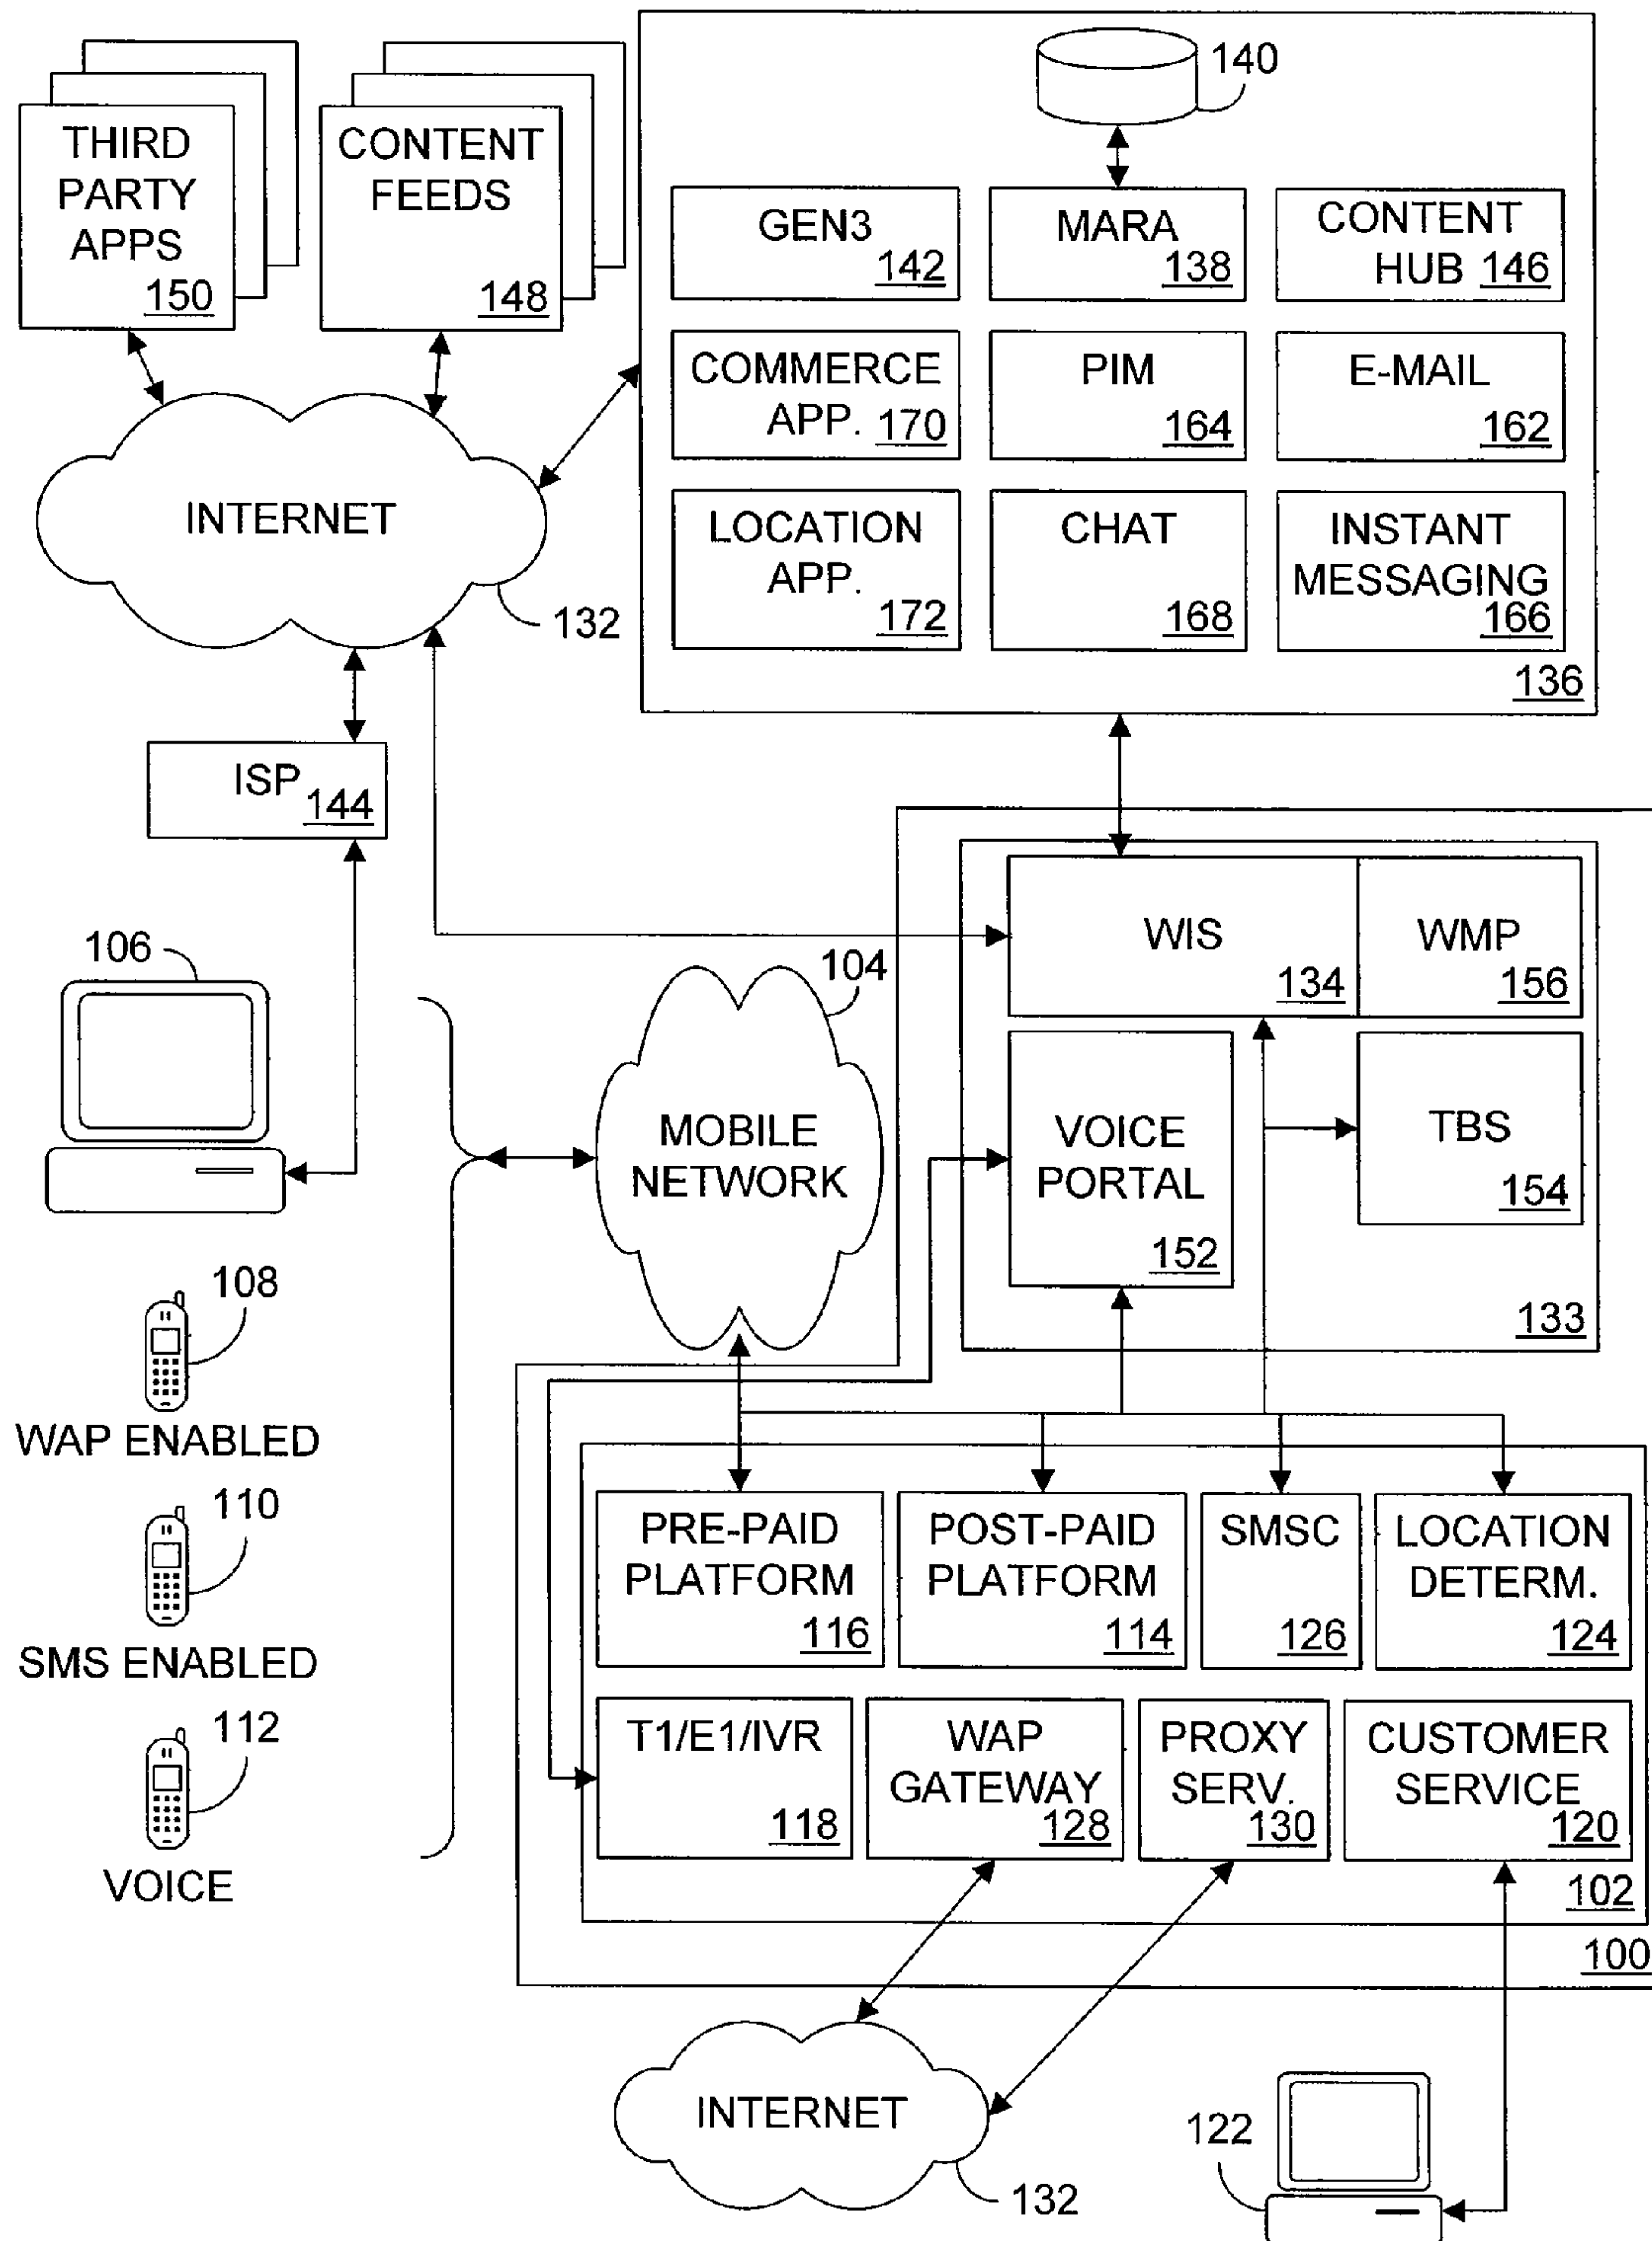 THIRD
PARTY
APPS
150
CONTENT
FEEDS
148
140
GEN3
142
MARA
138
CONTENT
HUB 146
COMMERCE
APP. 170
PIM
164
E-MAIL
162
LOCATION
APP.
172
CHAT
168
INSTANT
MESSAGING
166
136
INTERNET
132
ISP
144
106
104
WIS
134
WMP
156
MOBILE
NETWORK
VOICE
PORTAL
152
TBS
154
133
108
WAP ENABLED
110
SMS ENABLED
112
VOICE
PRE-PAID
PLATFORM
116
POST-PAID
PLATFORM
114
SMSC
126
LOCATION
DETERM.
124
T1/E1/IVR
118
WAP
GATEWAY
128
PROXY
SERV.
130
CUSTOMER
SERVICE
120
102
100
INTERNET
132
122